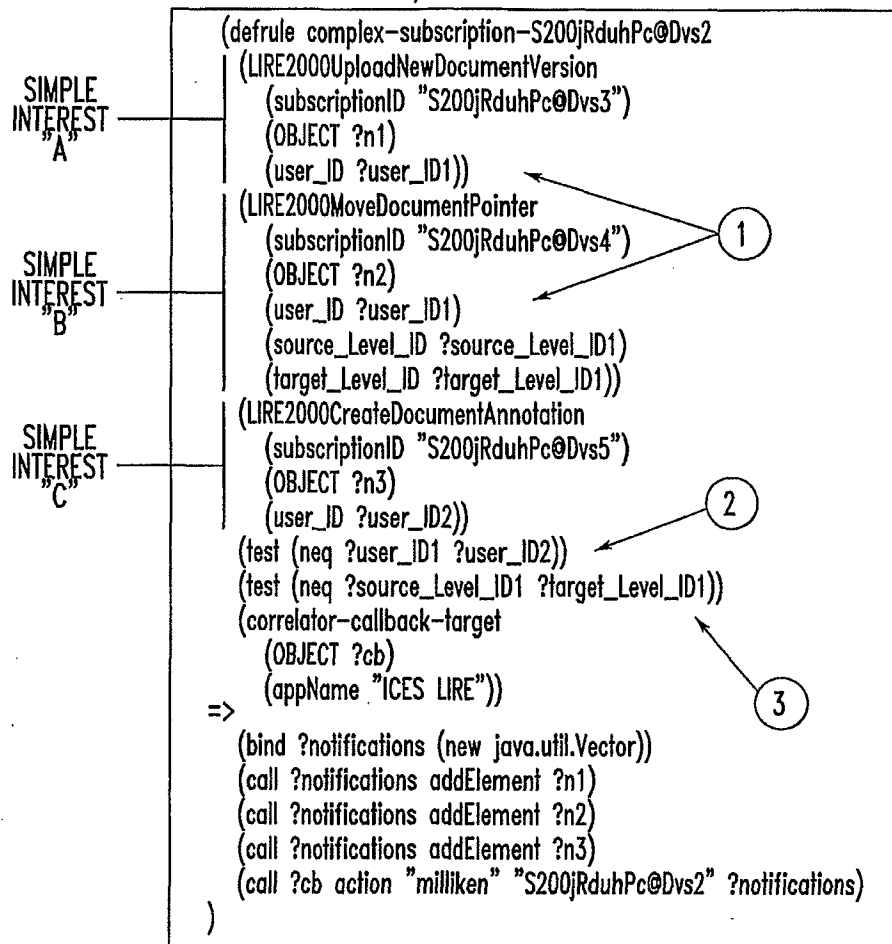 (defrule complex-subscription-S200jRduhPc@Dvs2
SIMPLE
INTEREST
"A"
(LIRE2000UploadNewDocumentVersion
(subscriptionID "S200jRduhPc@Dvs3")
(OBJECT ?n1)
(user_ID ?user_ID1))
1
SIMPLE
INTEREST
"B"
(LIRE2000MoveDocumentPointer
(subscriptionID "S200jRduhPc@Dvs4")
(OBJECT ?n2)
(user_ID ?user_ID1)
(source_Level_ID ?source_Level_ID1)
(target_Level_ID ?target_Level_ID1))
SIMPLE
INTEREST
"C"
(LIRE2000CreateDocumentAnnotation
(subscriptionID "S200jRduhPc@Dvs5")
(OBJECT ?n3)
(user_ID ?user_ID2))
2
(test (neq ?user_ID1 ?user_ID2))
(test (neq ?source_Level_ID1 ?target_Level_ID1))
(correlator-callback-target
(OBJECT ?cb)
(appName "ICES LIRE"))
3
=>
(bind ?notifications (new java.util.Vector))
(call ?notifications addElement ?n1)
(call ?notifications addElement ?n2)
(call ?notifications addElement ?n3)
(call ?cb action "milliken" "S200jRduhPc@Dvs2" ?notifications)
)